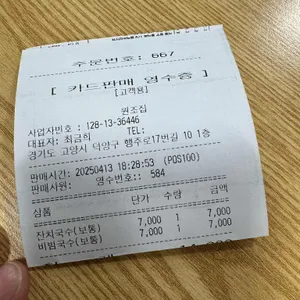 주문번호: 667
[ 카드판매 영수증 ]
[고객용]
원조집
사업자번호 : 128-13-36446
대표자: 최금희 TEL:
경기도 고양시 덕양구 행주로17번길 10 1층
판매시간: 20250413 18:28:53 (POS100)
판매사원: 영수번호: 584
상품 단가 수량 금액
잔치국수(보통) 7,000 1 7,000
비빔국수(보통) 7,000 1 7,000